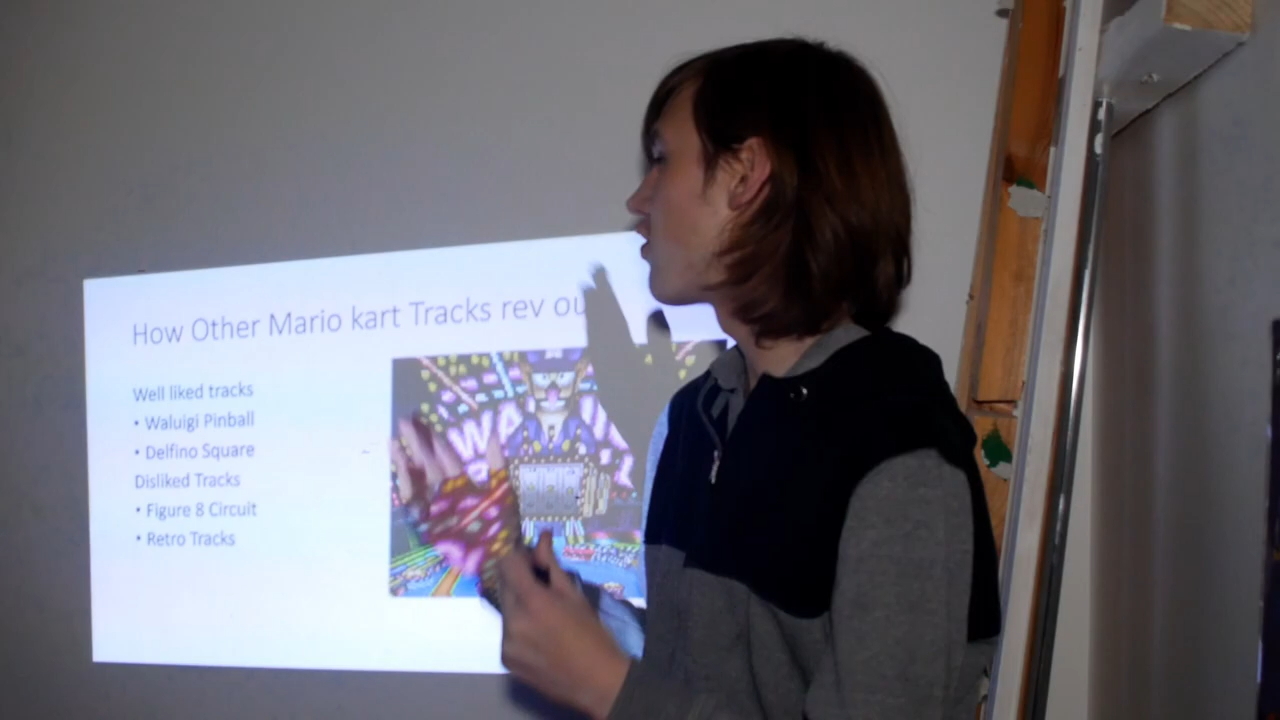 How Other Mario kart Tracks rev
Well liked tracks
• Waluigi Pinball
• Delfino Square
Disliked Tracks
• Figure 8 Circuit
• Retro Tracks
WA